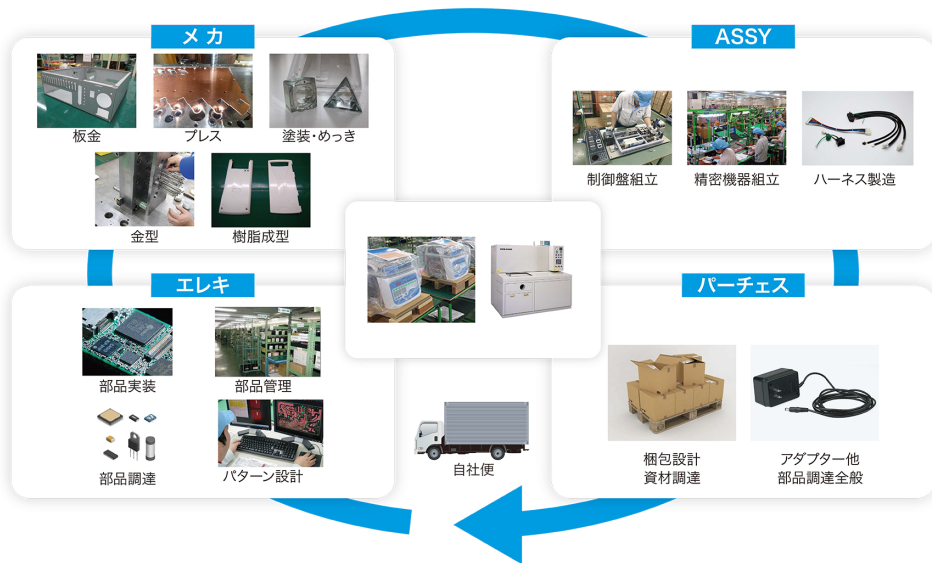 メカ
板金
プレス
塗装・めっき
金型
樹脂成型
ASSY
制御盤組立
精密機器組立
ハーネス製造
エレキ
部品実装
部品管理
部品調達
パターン設計
自社便
パーチェス
梱包設計
資材調達
アダプター他
部品調達全般